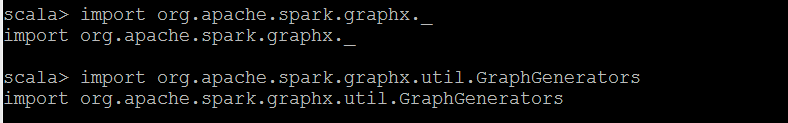 scala> import org.apache.spark.graphx._
import org.apache.spark.graphx._
scala> import org.apache.spark.graphx.util.GraphGenerators
import org.apache.spark.graphx.util.GraphGenerators